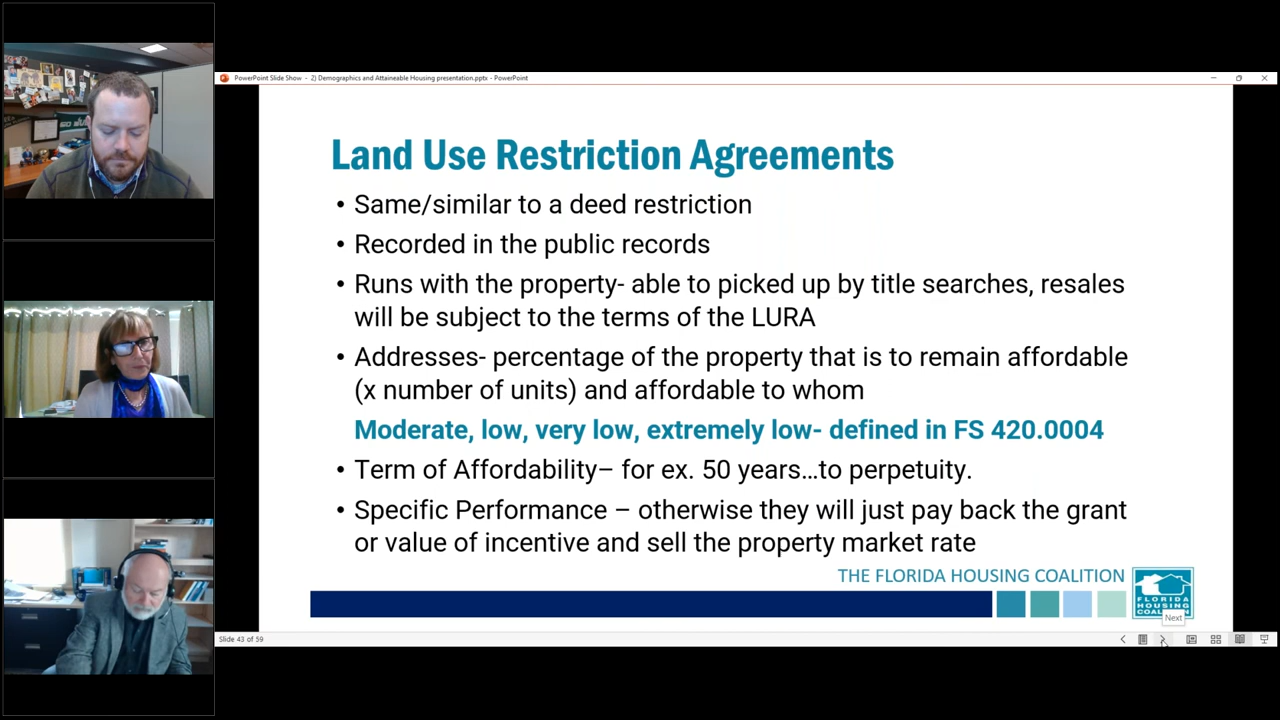 PowerPoint Slide Show - 2) Demographics and Attaineable Housing presentation.pptx - PowerPoint
Land Use Restriction Agreements
• Same/similar to a deed restriction
• Recorded in the public records
• Runs with the property- able to picked up by title searches, resales
will be subject to the terms of the LURA
• Addresses- percentage of the property that is to remain affordable
(x number of units) and affordable to whom
Moderate, low, very low, extremely low- defined in FS 420.0004
• Term of Affordability– for ex. 50 years…to perpetuity.
• Specific Performance – otherwise they will just pay back the grant
or value of incentive and sell the property market rate
THE FLORIDA HOUSING COALITION
FLORIDA
HOUSING
Next
Slide 43 of 59